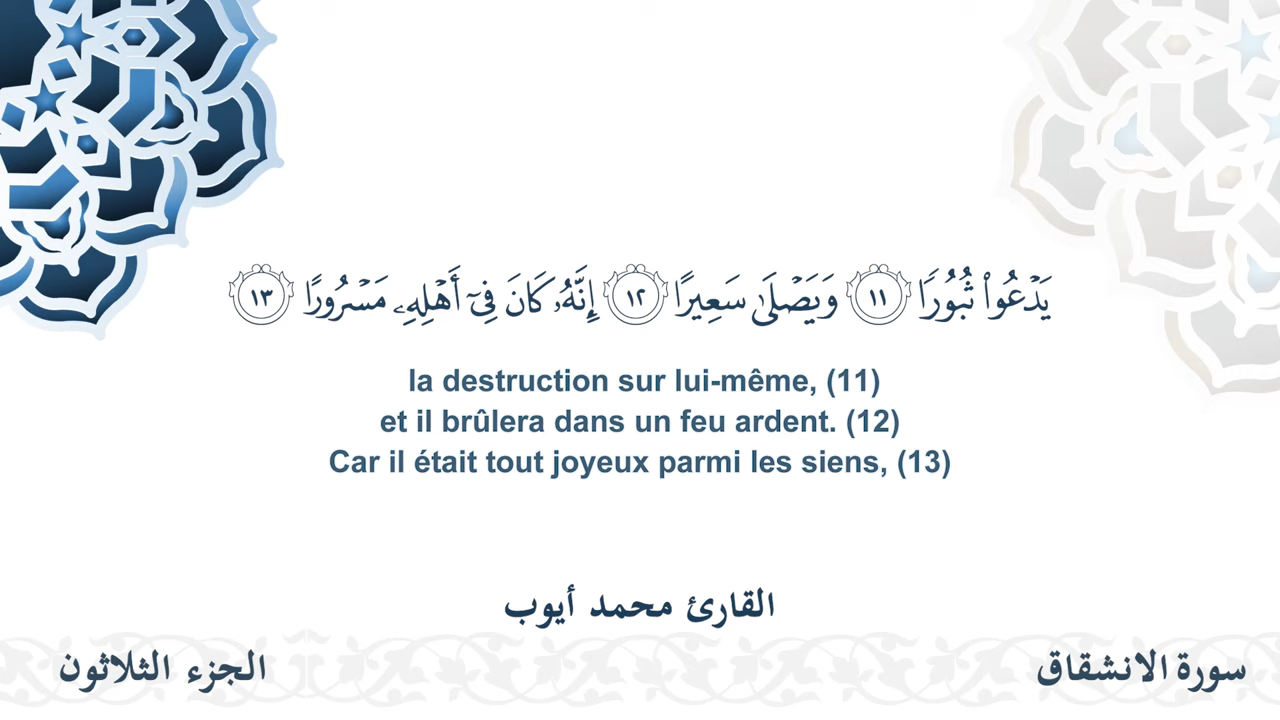 يَدْعُوا۟ ثُبُورًا ١١ وَيَصْلَىٰ سَعِيرًا ١٢ إِنَّهُۥ كَانَ فِىٓ أَهْلِهِۦ مَسْرُورًا ١٣
la destruction sur lui-même, (11)
et il brûlera dans un feu ardent. (12)
Car il était tout joyeux parmi les siens, (13)
القارئ محمد أيوب
سورة الانشقاق
الجزء الثلاثون